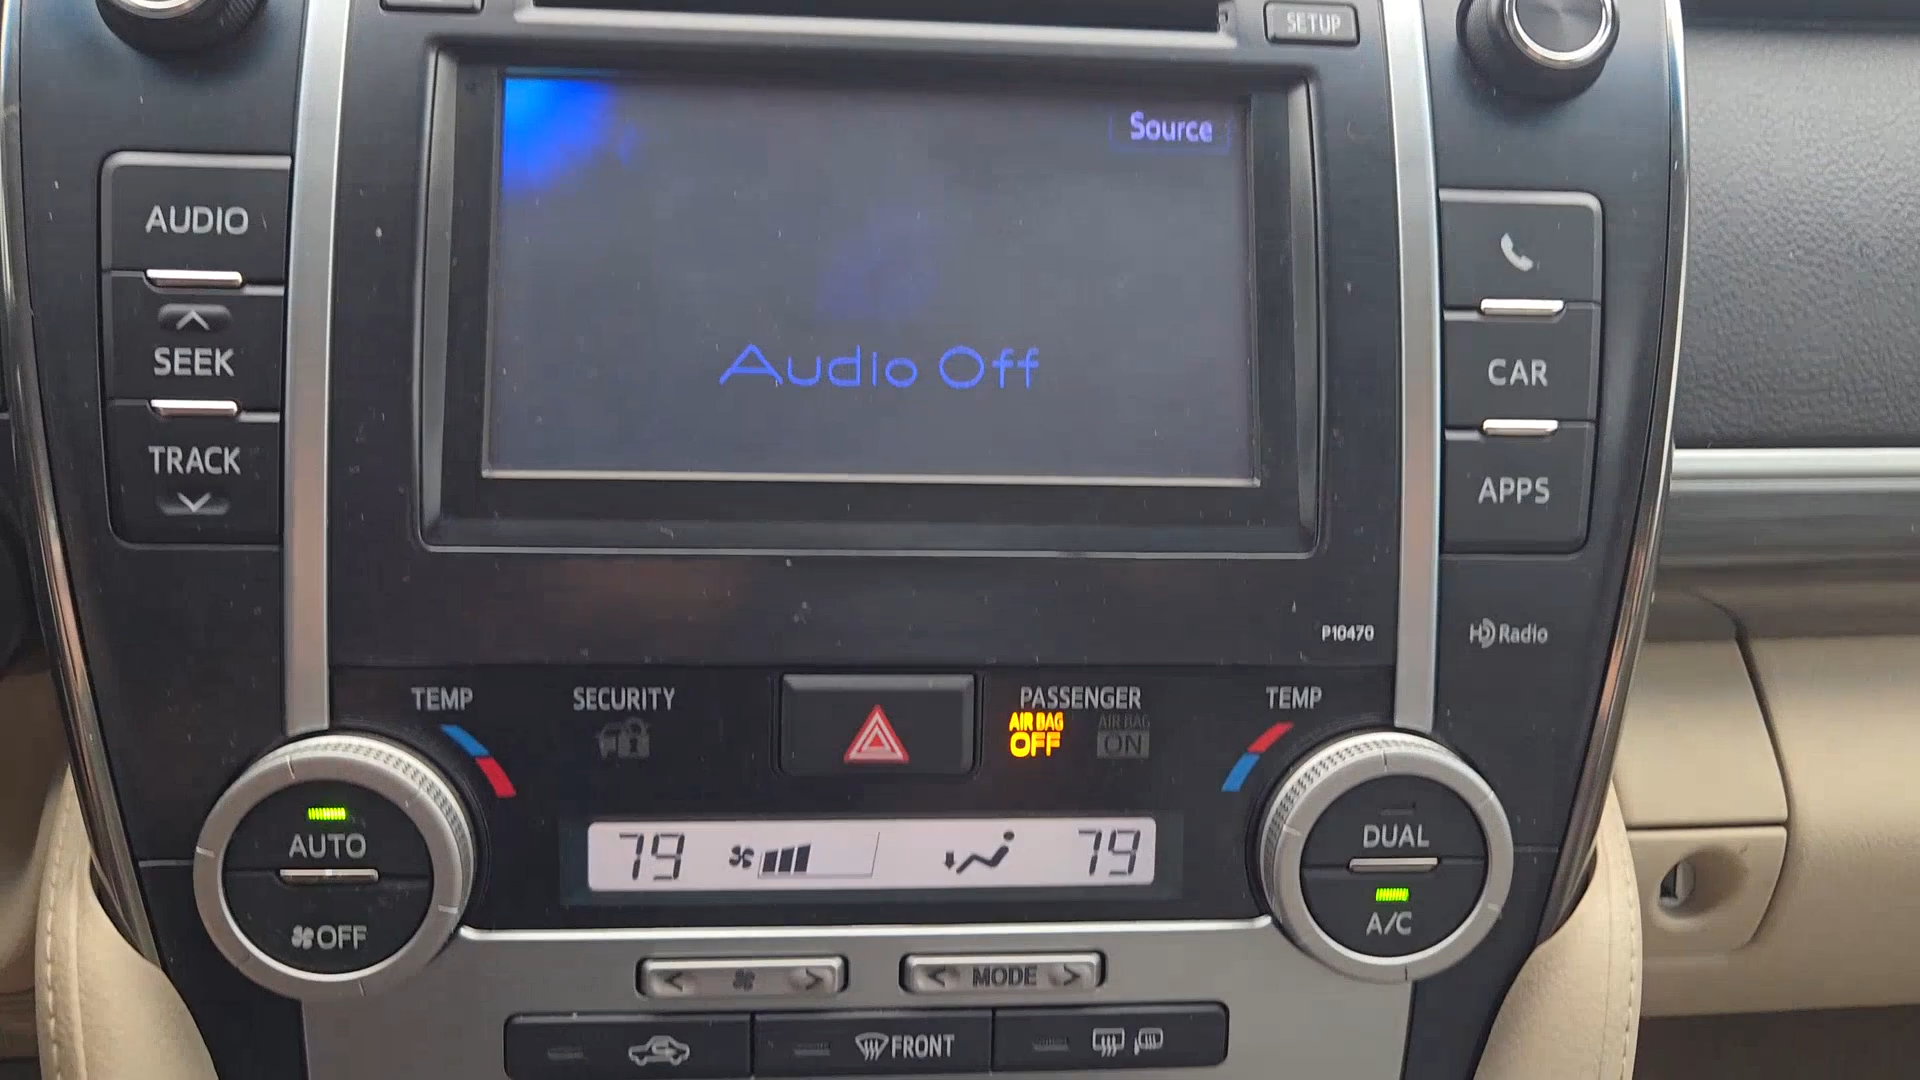 SETUP
Source
AUDIO
SEEK
TRACK
Audio Off
CAR
APPS
P10470
HD Radio
TEMP
SECURITY
PASSENGER
AIR BAG
OFF
AIR BAG
ON
TEMP
AUTO
OFF
79
79
DUAL
A/C
MODE
FRONT